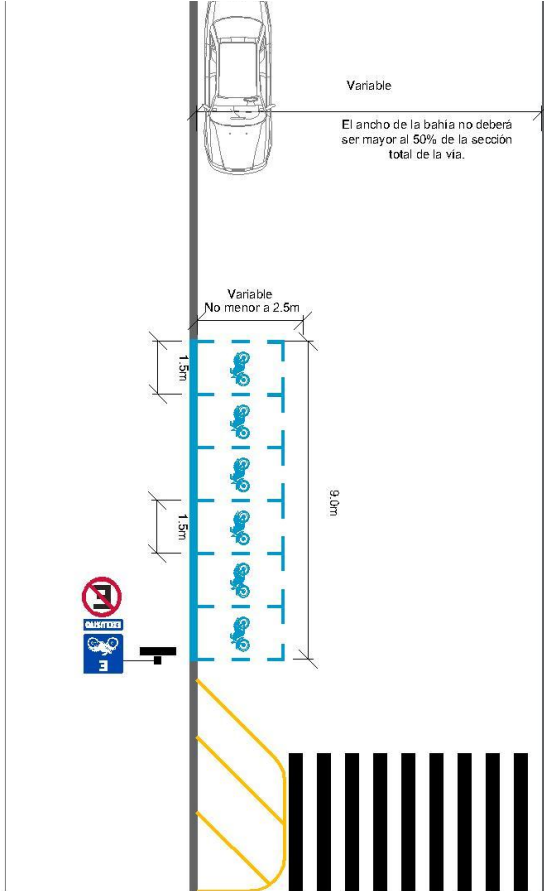 Variable
El ancho de la bahía no deberá
ser mayor al 50% de la sección
total de la vía.
Variable
No menor a 2.5m
1.5m
9.0m
1.5m
E
EXCLUSIVO
E